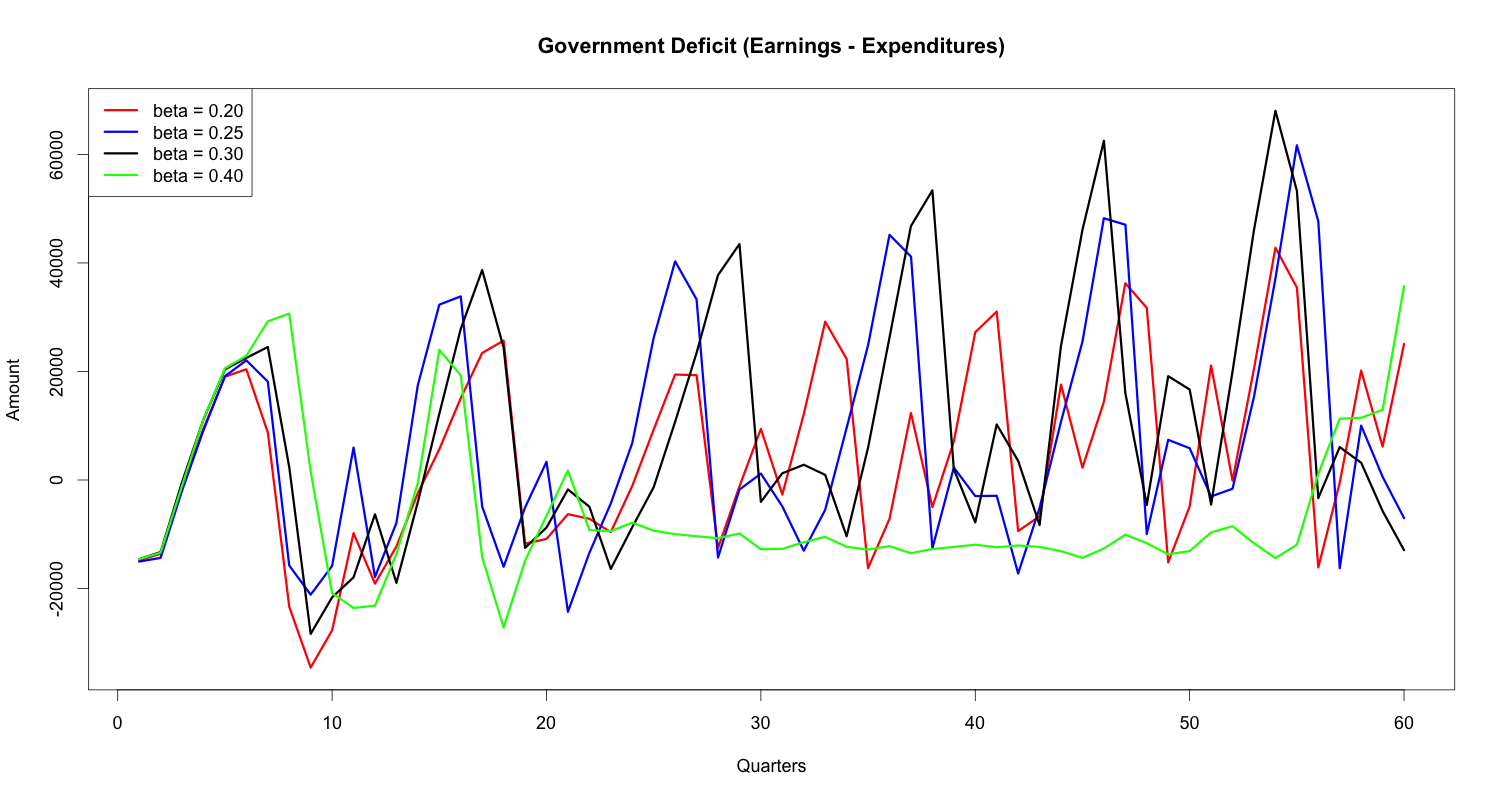 Government Deficit (Earnings - Expenditures)
beta = 0.20
beta = 0.25
beta = 0.30
beta = 0.40
Amount
60000
40000
20000
0
-20000
0 10 20 30 40 50 60
Quarters